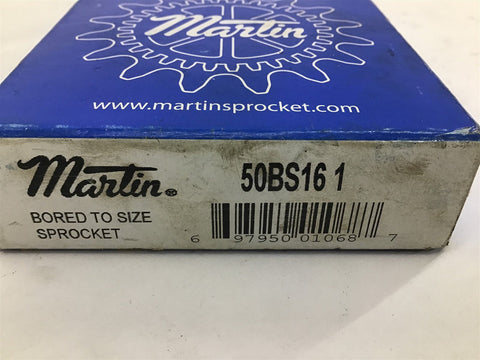 Martin
www.martinsprocket.com
Martin®
50BS16 1
BORED TO SIZE
SPROCKET
6 97950 01068 7